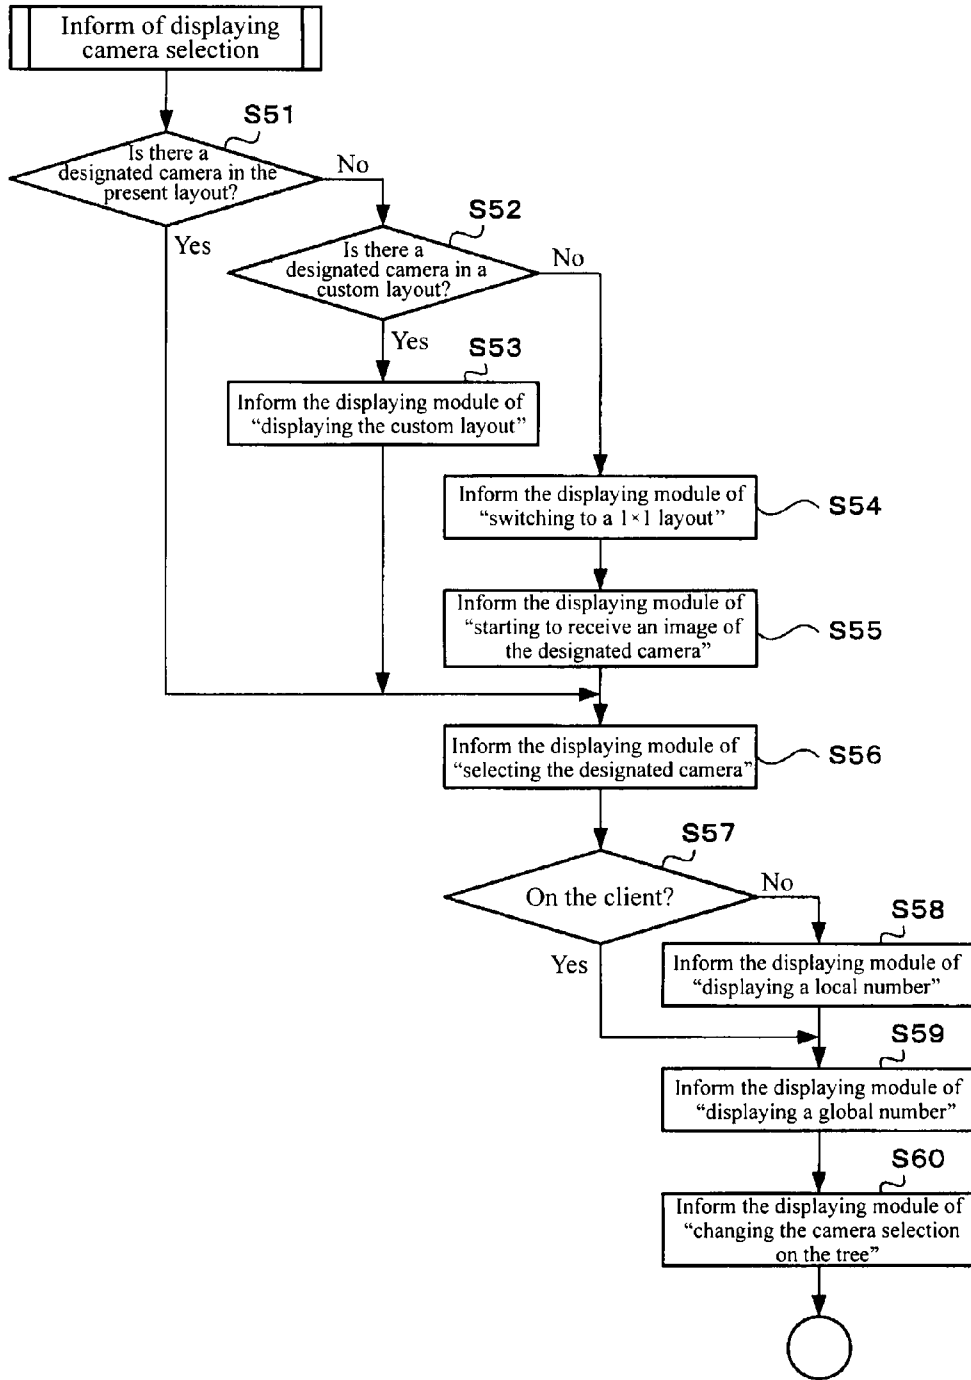 Inform of displaying
camera selection
S51
Is there a
designated camera in the
present layout?
No
Yes
S52
Is there a
designated camera in a
custom layout?
No
Yes
S53
Inform the displaying module of
“displaying the custom layout”
Inform the displaying module of
“switching to a 1×1 layout”
S54
Inform the displaying module of
“starting to receive an image of
the designated camera”
S55
Inform the displaying module of
“selecting the designated camera”
S56
S57
On the client?
No
Yes
S58
Inform the displaying module of
“displaying a local number”
S59
Inform the displaying module of
“displaying a global number”
S60
Inform the displaying module of
“changing the camera selection
on the tree”